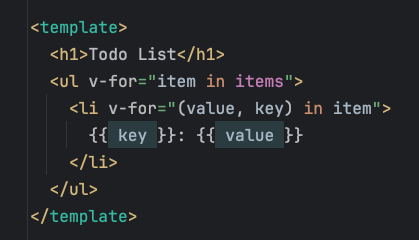 <template>
<h1>Todo List</h1>
<ul v-for="item in items">
<li v-for="(value, key) in item">
{{ key }}: {{ value }}
</li>
</ul>
</template>